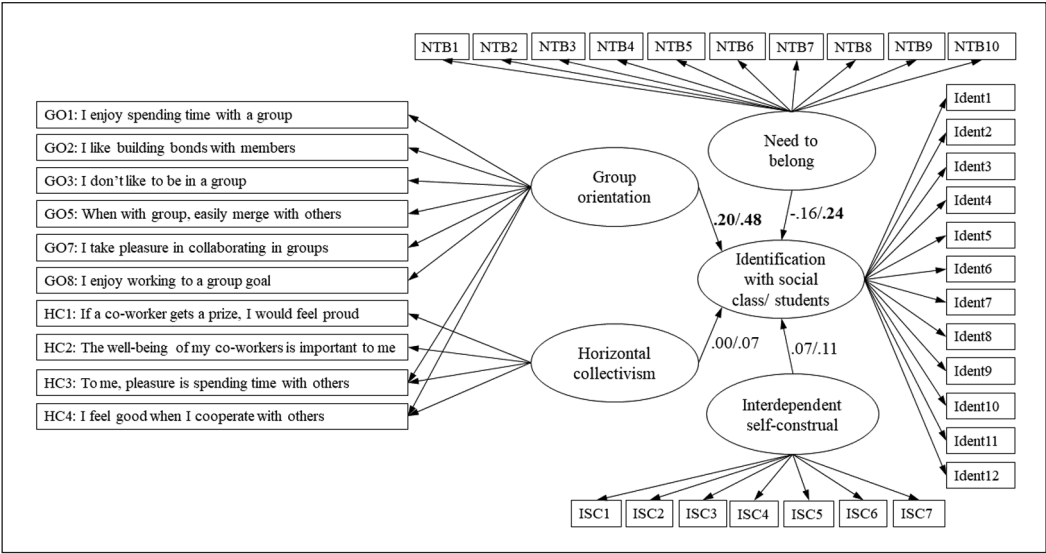 NTB1
NTB2
NTB3
NTB4
NTB5
NTB6
NTB7
NTB8
NTB9
NTB10
GO1: I enjoy spending time with a group
GO2: I like building bonds with members
GO3: I don't like to be in a group
GO5: When with group, easily merge with others
GO7: I take pleasure in collaborating in groups
GO8: I enjoy working to a group goal
HC1: If a co-worker gets a prize, I would feel proud
HC2: The well-being of my co-workers is important to me
HC3: To me, pleasure is spending time with others
HC4: I feel good when I cooperate with others
Group
orientation
Horizontal
collectivism
Need to
belong
.20/.48
-.16/.24
Identification
with social
class/ students
.00/.07
.07/.11
Interdependent
self-construal
Ident1
Ident2
Ident3
Ident4
Ident5
Ident6
Ident7
Ident8
Ident9
Ident10
Ident11
Ident12
ISC1
ISC2
ISC3
ISC4
ISC5
ISC6
ISC7